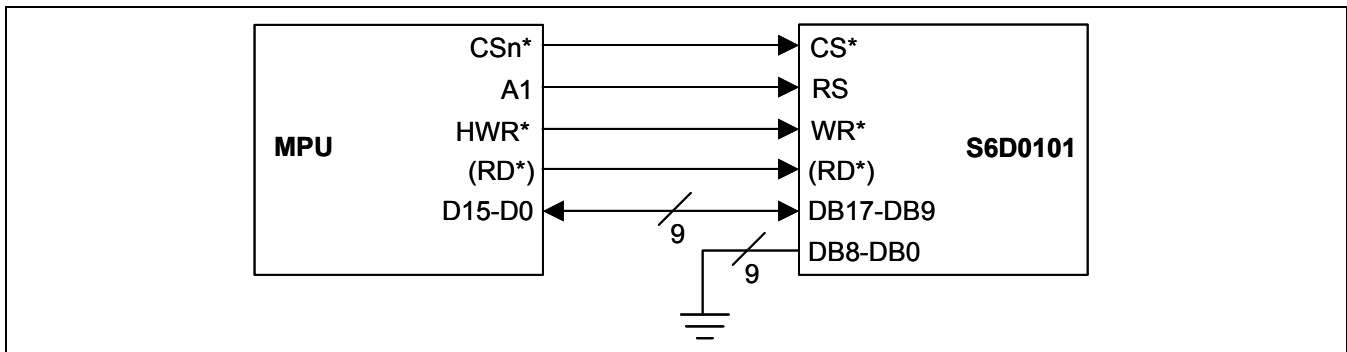 CSn* CS*
A1 RS
HWR* WR*
MPU S6D0101
(RD*) (RD*)
D15-D0 DB17-DB9
9
DB8-DB0
9